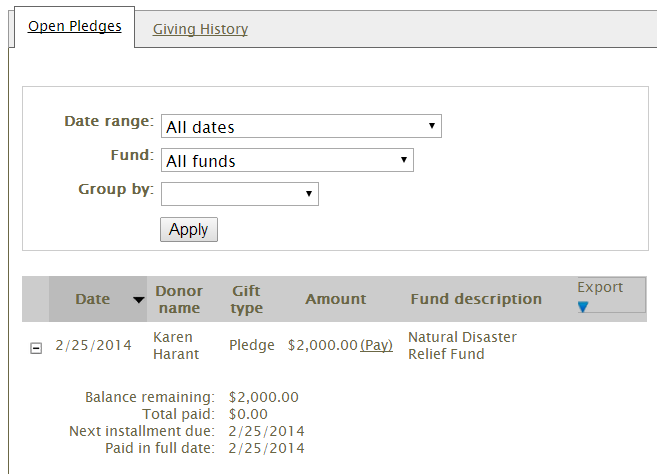 Open Pledges
Giving History
Date range: All dates
Fund: All funds
Group by:
Apply
Date Donor name Gift type Amount Fund description Export
2/25/2014 Karen Harant Pledge $2,000.00 (Pay) Natural Disaster Relief Fund
Balance remaining: $2,000.00
Total paid: $0.00
Next installment due: 2/25/2014
Paid in full date: 2/25/2014